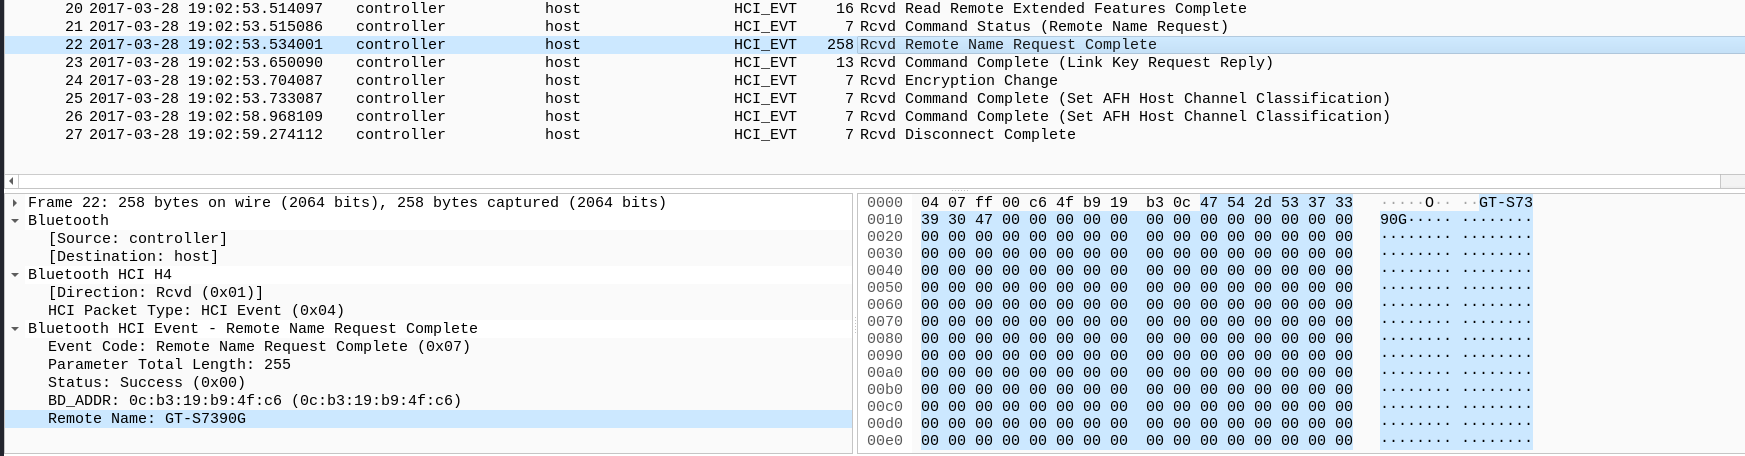 20 2017-03-28 19:02:53.514097 controller host HCI_EVT 16 Rcvd Read Remote Extended Features Complete
21 2017-03-28 19:02:53.515086 controller host HCI_EVT 7 Rcvd Command Status (Remote Name Request)
22 2017-03-28 19:02:53.534001 controller host HCI_EVT 258 Rcvd Remote Name Request Complete
23 2017-03-28 19:02:53.650090 controller host HCI_EVT 13 Rcvd Command Complete (Link Key Request Reply)
24 2017-03-28 19:02:53.704087 controller host HCI_EVT 7 Rcvd Encryption Change
25 2017-03-28 19:02:53.733087 controller host HCI_EVT 7 Rcvd Command Complete (Set AFH Host Channel Classification)
26 2017-03-28 19:02:58.968109 controller host HCI_EVT 7 Rcvd Command Complete (Set AFH Host Channel Classification)
27 2017-03-28 19:02:59.274112 controller host HCI_EVT 7 Rcvd Disconnect Complete
Frame 22: 258 bytes on wire (2064 bits), 258 bytes captured (2064 bits)
Bluetooth
[Source: controller]
[Destination: host]
Bluetooth HCI H4
[Direction: Rcvd (0x01)]
HCI Packet Type: HCI Event (0x04)
Bluetooth HCI Event - Remote Name Request Complete
Event Code: Remote Name Request Complete (0x07)
Parameter Total Length: 255
Status: Success (0x00)
BD_ADDR: 0c:b3:19:b9:4f:c6 (0c:b3:19:b9:4f:c6)
Remote Name: GT-S7390G
0000 04 07 ff 00 c6 4f b9 19 b3 0c 47 54 2d 53 37 33 ·····O·· ··GT-S73
0010 39 30 47 00 00 00 00 00 00 00 00 00 00 00 00 00 90G····· ········
0020 00 00 00 00 00 00 00 00 00 00 00 00 00 00 00 00 ········ ········
0030 00 00 00 00 00 00 00 00 00 00 00 00 00 00 00 00 ········ ········
0040 00 00 00 00 00 00 00 00 00 00 00 00 00 00 00 00 ········ ········
0050 00 00 00 00 00 00 00 00 00 00 00 00 00 00 00 00 ········ ········
0060 00 00 00 00 00 00 00 00 00 00 00 00 00 00 00 00 ········ ········
0070 00 00 00 00 00 00 00 00 00 00 00 00 00 00 00 00 ········ ········
0080 00 00 00 00 00 00 00 00 00 00 00 00 00 00 00 00 ········ ········
0090 00 00 00 00 00 00 00 00 00 00 00 00 00 00 00 00 ········ ········
00a0 00 00 00 00 00 00 00 00 00 00 00 00 00 00 00 00 ········ ········
00b0 00 00 00 00 00 00 00 00 00 00 00 00 00 00 00 00 ········ ········
00c0 00 00 00 00 00 00 00 00 00 00 00 00 00 00 00 00 ········ ········
00d0 00 00 00 00 00 00 00 00 00 00 00 00 00 00 00 00 ········ ········
00e0 00 00 00 00 00 00 00 00 00 00 00 00 00 00 00 00 ········ ········